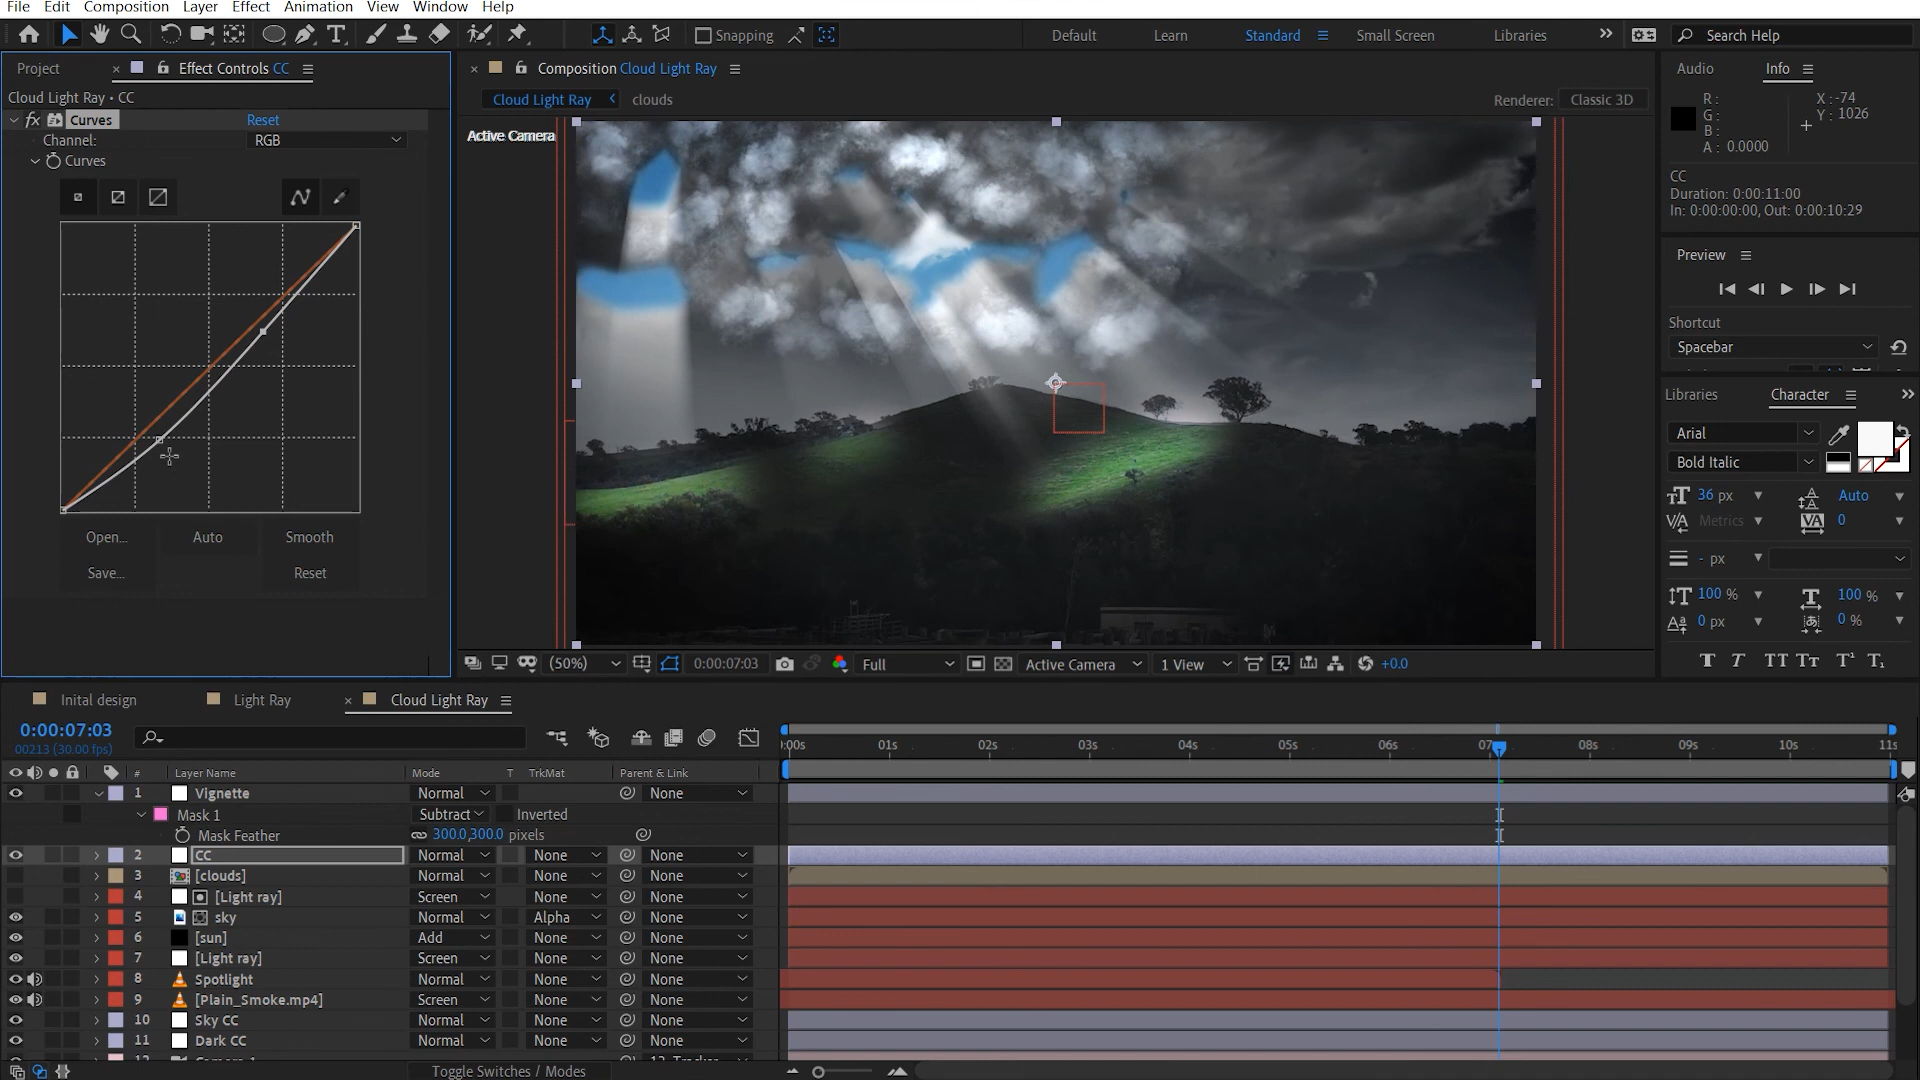 File Edit Composition Layer Effect Animation View Window Help
Snapping Default Learn Standard Small Screen Libraries Search Help
Project Effect Controls CC
Composition Cloud Light Ray
Audio Info
Cloud Light Ray • CC
Cloud Light Ray clouds
Renderer: Classic 3D
R:
G:
B:
A: 0.0000
X: -74
Y: 1026
fx Curves Reset
Channel: RGB
Curves
Active Camera
CC
Duration: 0:00:11:00
In: 0:00:00:00, Out: 0:00:10:29
Preview
Shortcut
Spacebar
Libraries Character
Arial
Bold Italic
36 px Auto
Metrics 0
- px
100 % 100 %
0 px 0 %
Open... Auto Smooth
Save... Reset
(50%) 0:00:07:03 Full Active Camera 1 View +0.0
Inital design Light Ray Cloud Light Ray
0:00:07:03
00213 (30.00 fps)
:00s 01s 02s 03s 04s 05s 06s 07 08s 09s 10s 11s
# Layer Name Mode T TrkMat Parent & Link
1 Vignette Normal None
Mask 1 Subtract Inverted
Mask Feather 300.0,300.0 pixels
2 CC Normal None None
3 [clouds] Normal None None
4 [Light ray] Screen None None
5 sky Normal Alpha None
6 [sun] Add None None
7 [Light ray] Screen None None
8 Spotlight Normal None None
9 [Plain_Smoke.mp4] Screen None None
10 Sky CC Normal None None
11 Dark CC Normal None None
Toggle Switches / Modes